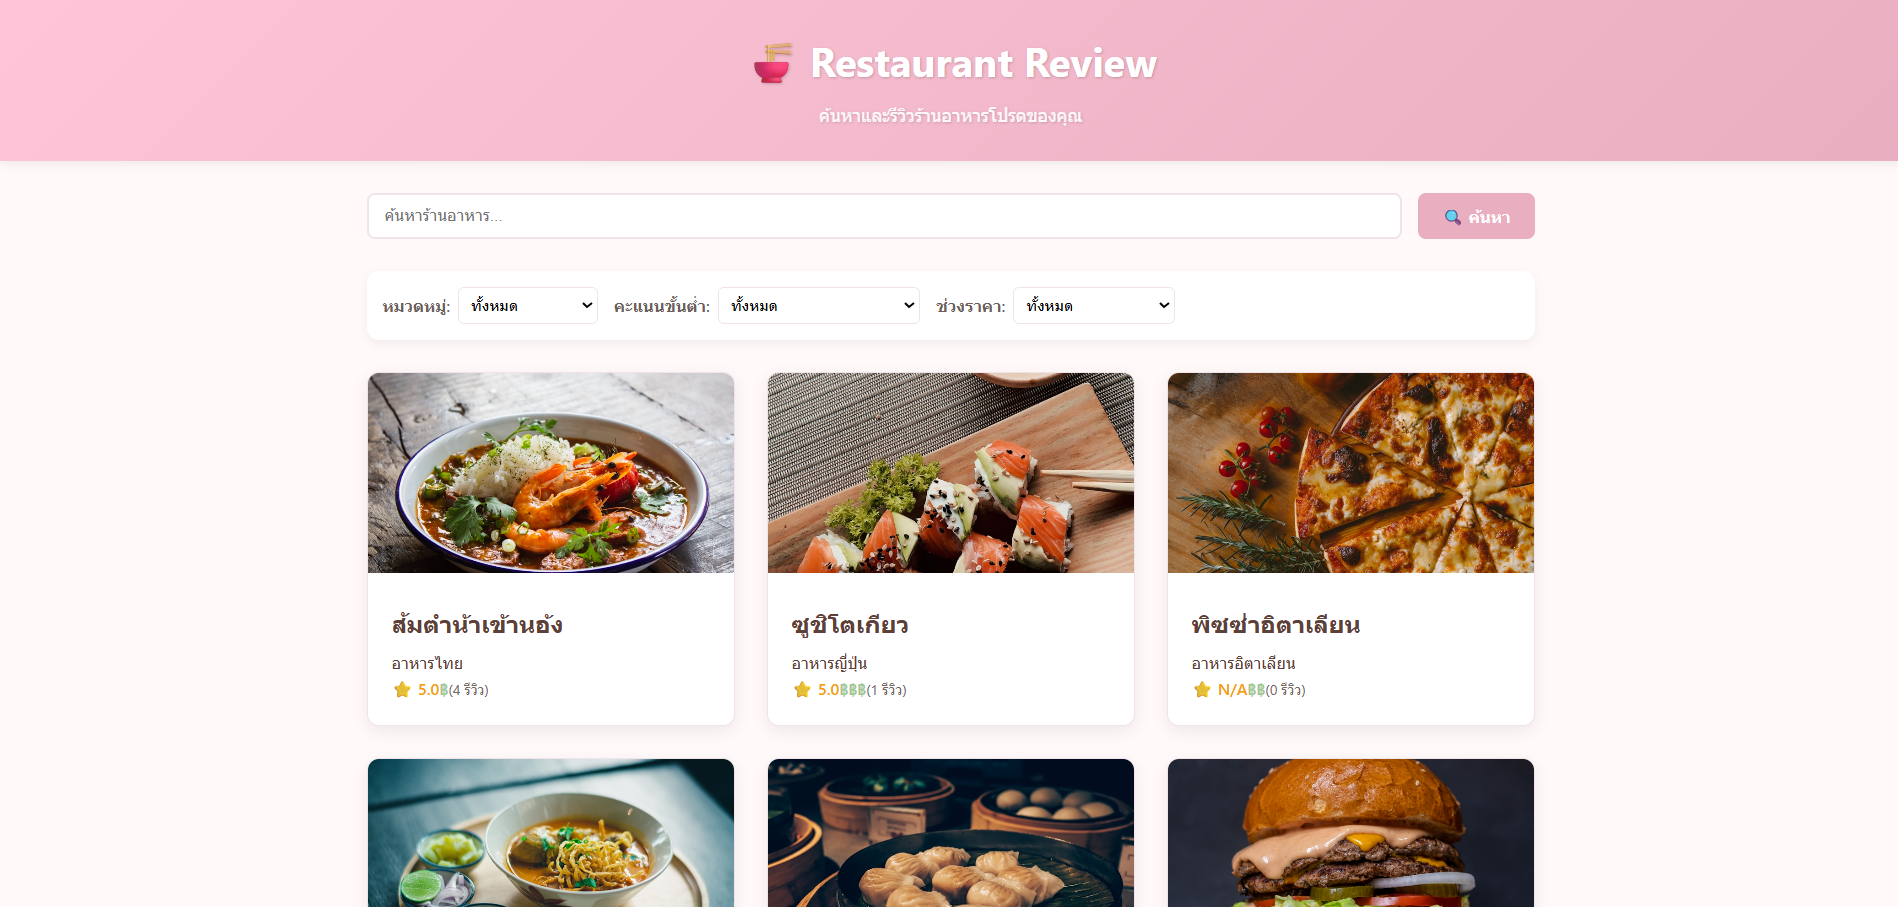 Restaurant Review
ค้นหาและรีวิวร้านอาหารโปรดของคุณ
ค้นหาร้านอาหาร...
ค้นหา
หมวดหมู่: ทั้งหมด คะแนนขั้นต่ำ: ทั้งหมด ช่วงราคา: ทั้งหมด
ส้มตำน้าเข้านอ้ง
อาหารไทย
5.0฿(4 รีวิว)
ซูชิโตเกียว
อาหารญี่ปุ่น
5.0฿฿฿(1 รีวิว)
พิซซ่าอิตาเลียน
อาหารอิตาเลียน
N/A฿฿(0 รีวิว)